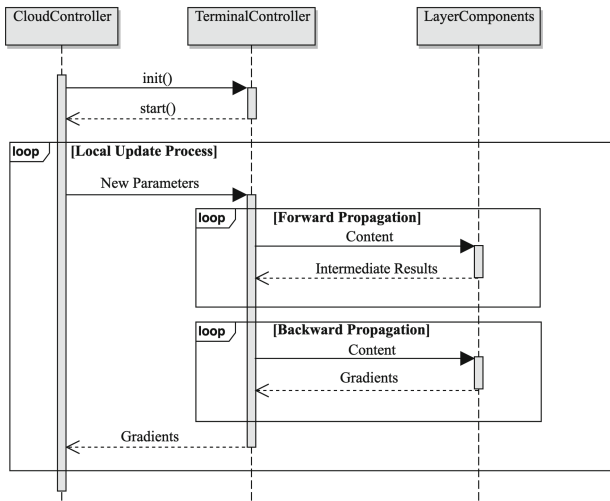 CloudController TerminalController LayerComponents
init()
start()
loop [Local Update Process]
New Parameters
loop [Forward Propagation]
Content
Intermediate Results
loop [Backward Propagation]
Content
Gradients
Gradients